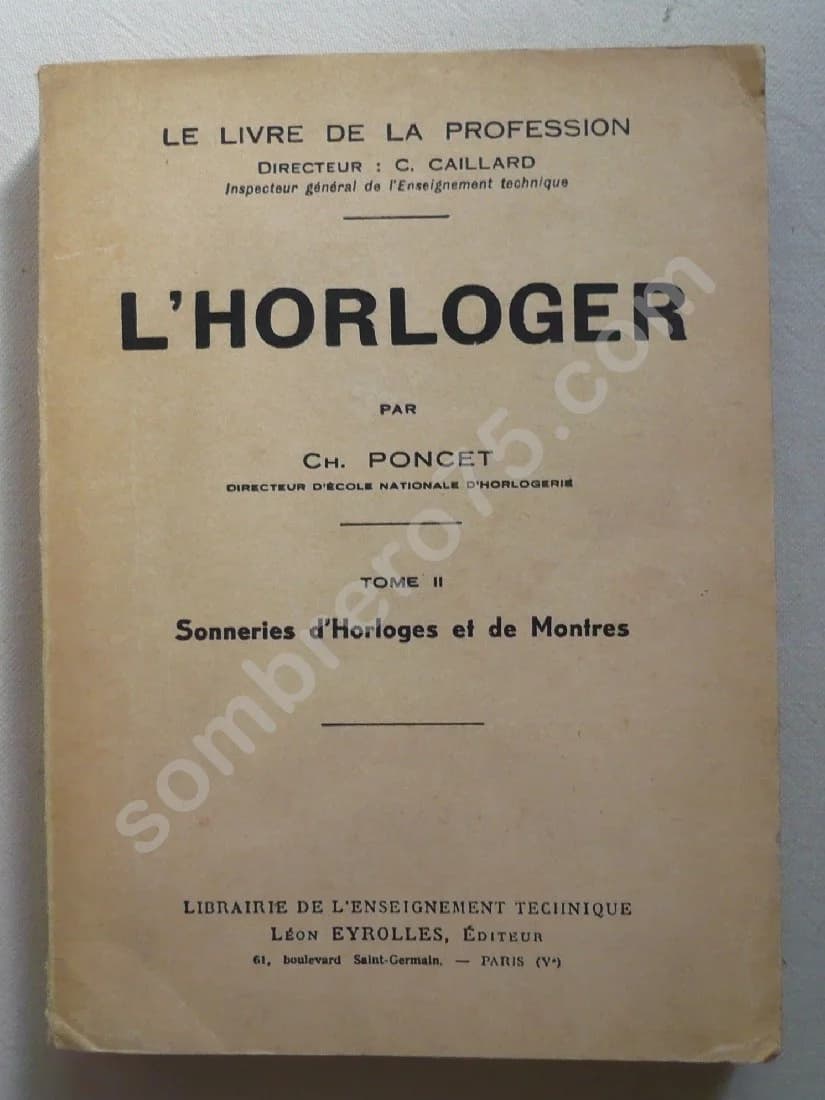 LE LIVRE DE LA PROFESSION
DIRECTEUR : C. CAILLARD
Inspecteur général de l'Enseignement technique
L'HORLOGER
PAR
CH. PONCET
DIRECTEUR D'ÉCOLE NATIONALE D'HORLOGERIE
TOME II
Sonneries d'Horloges et de Montres
LIBRAIRIE DE L'ENSEIGNEMENT TECHNIQUE
LÉON EYROLLES, ÉDITEUR
61, boulevard Saint-Germain. — PARIS (Ve)
sombrero75.com